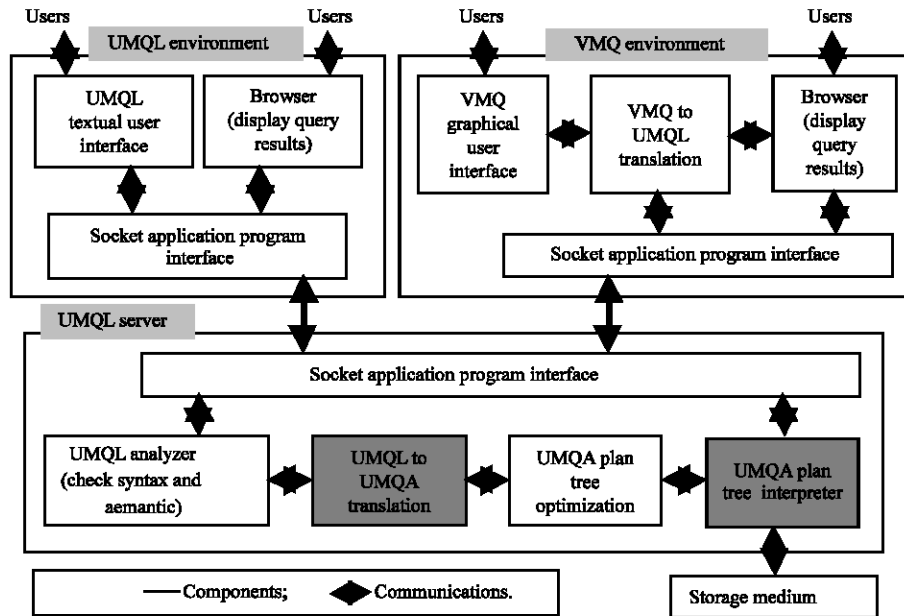 Users
Users
Users
Users
UMQL environment
VMQ environment
UMQL
textual user
interface
Browser
(display query
results)
VMQ
graphical
user
interface
VMQ to
UMQL
translation
Browser
(display
query
results)
Socket application program
interface
Socket application program interface
UMQL server
Socket application program interface
UMQL analyzer
(check syntax and
aemantic)
UMQL to
UMQA
translation
UMQA plan
tree
optimization
UMQA plan
tree interpreter
Components;
Communications.
Storage medium